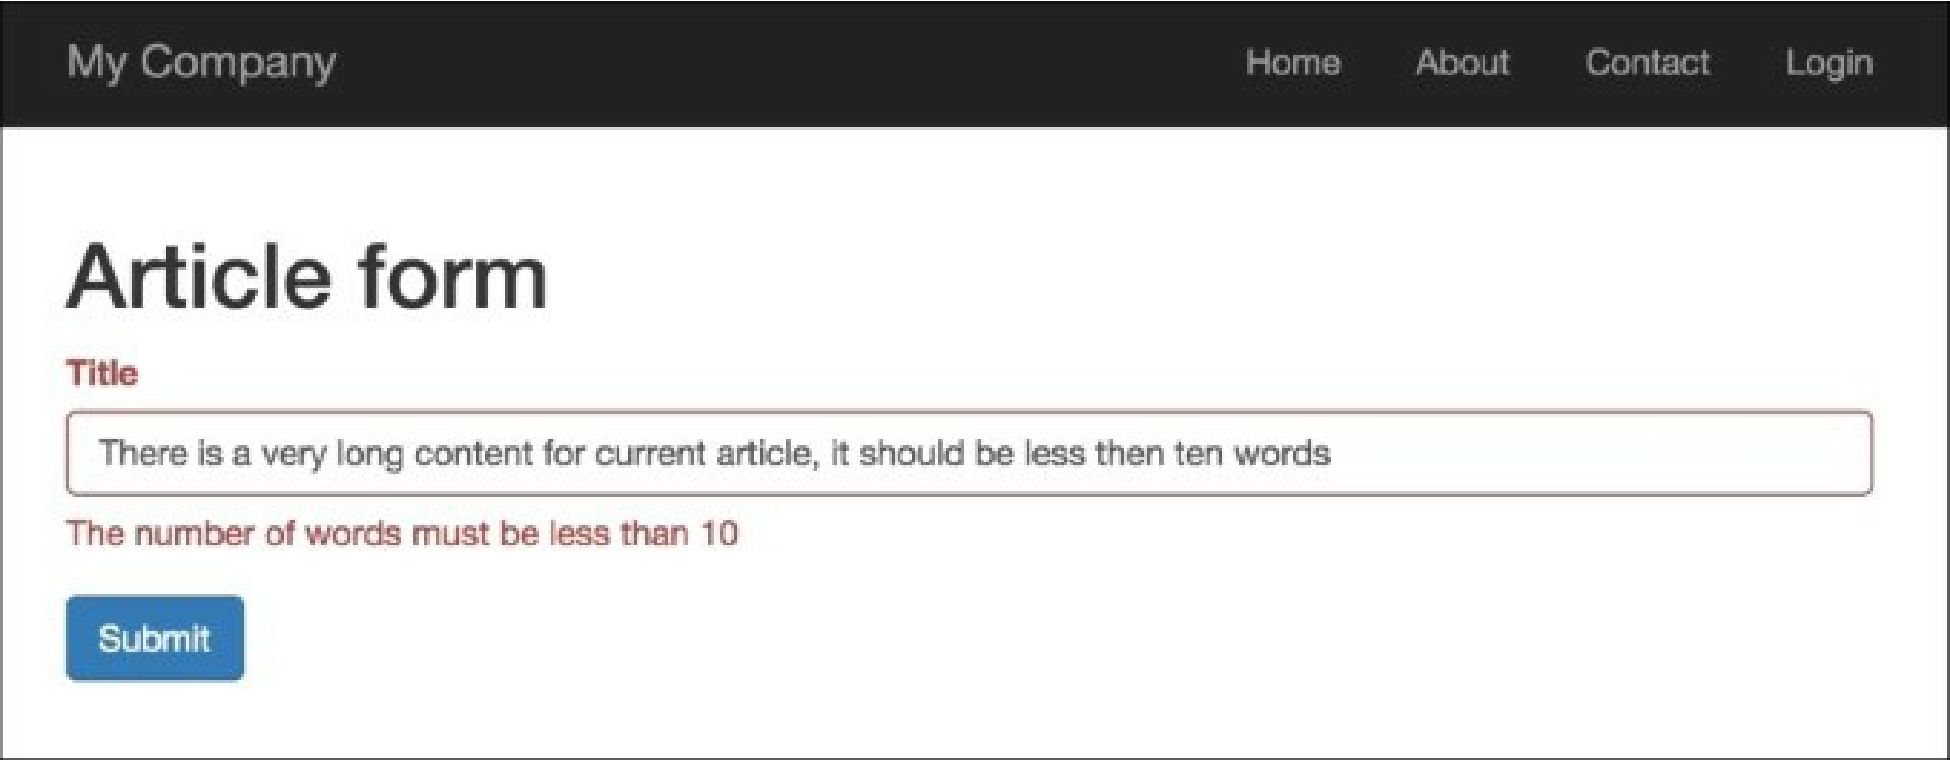 My Company Home About Contact Login
Article form
Title
There is a very long content for current article, it should be less then ten words
The number of words must be less than 10
Submit